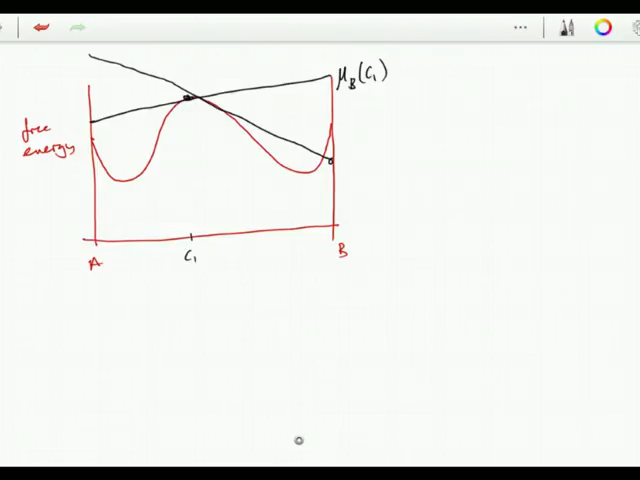 μB(C1)
free
energy
A
C1
B